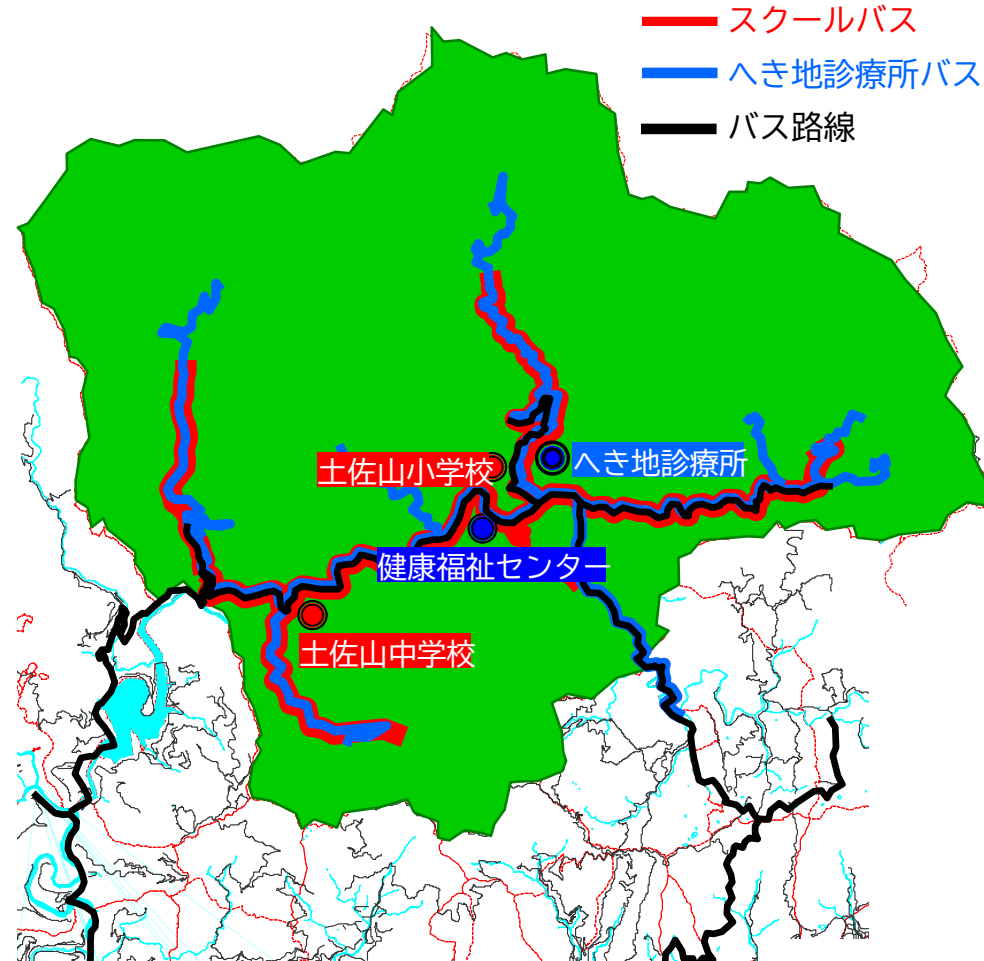 スクールバス
へき地診療所バス
バス路線
へき地診療所
土佐山小学校
健康福祉センター
土佐山中学校